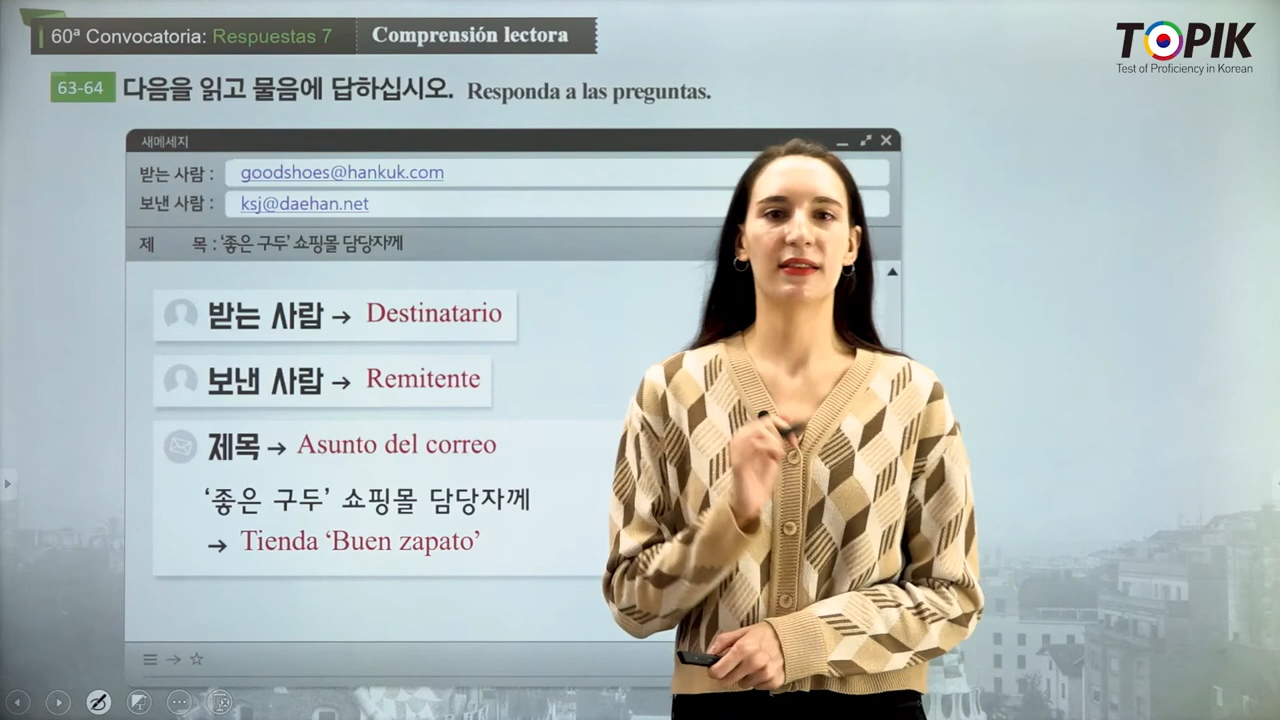 60ª Convocatoria: Respuestas 7
Comprensión lectora
TOPIK
Test of Proficiency in Korean
63-64 다음을 읽고 물음에 답하십시오. Responda a las preguntas.
새메세지
받는 사람 : goodshoes@hankuk.com
보낸 사람 : ksj@daehan.net
제 목 : ‘좋은 구두’ 쇼핑몰 담당자께
받는 사람 → Destinatario
보낸 사람 → Remitente
제목 → Asunto del correo
‘좋은 구두’ 쇼핑몰 담당자께
→ Tienda ‘Buen zapato’